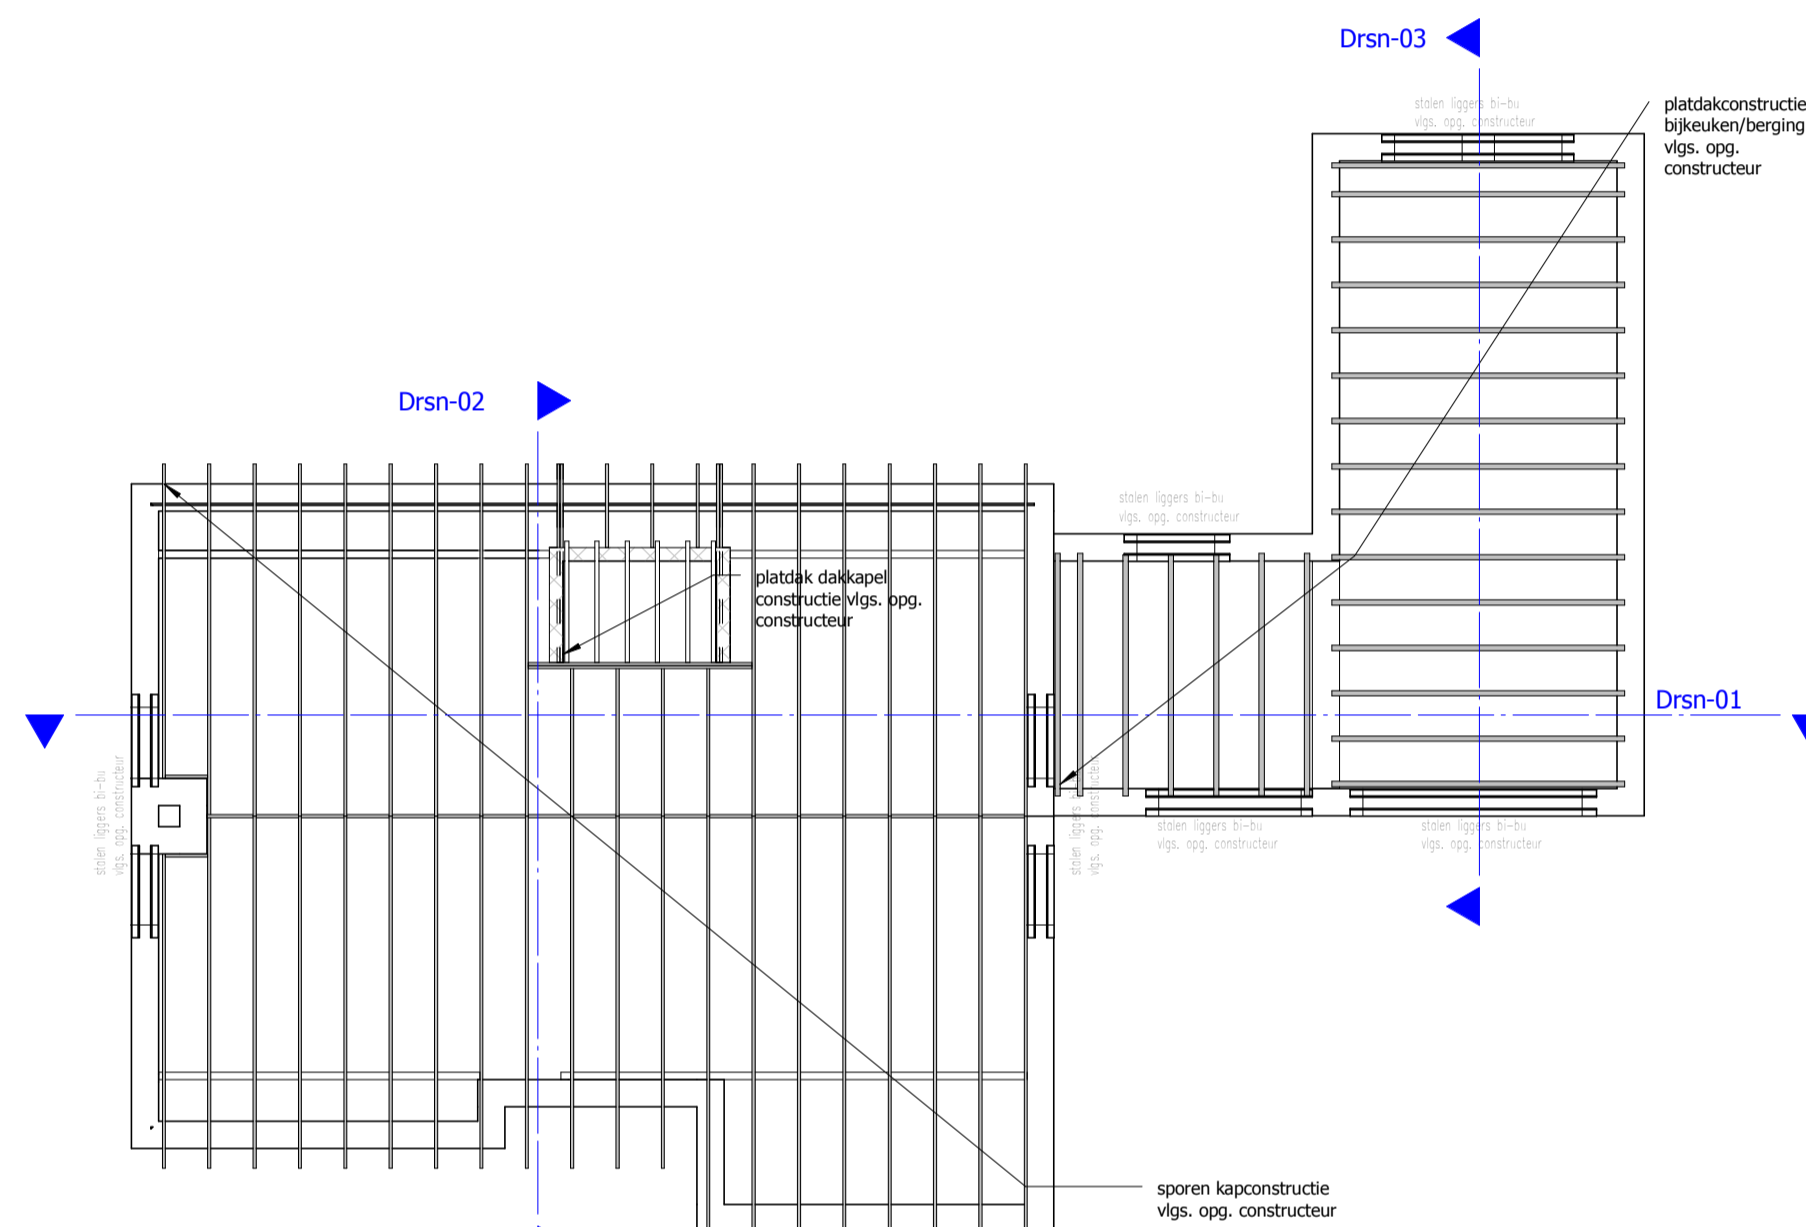 Drsn-03
stalen liggers bi-bu
vlgs. opg. constructeur
platdakconstructie
bijkeuken/berging
vlgs. opg.
constructeur
Drsn-02
stalen liggers bi-bu
vlgs. opg. constructeur
platdak dakkapel
constructie vlgs. opg.
constructeur
Drsn-01
stalen liggers bi-bu
vlgs. opg. constructeur
stalen liggers bi-bu
vlgs. opg. constructeur
stalen liggers bi-bu
vlgs. opg. constructeur
stalen liggers bi-bu
vlgs. opg. constructeur
sporen kapconstructie
vlgs. opg. constructeur